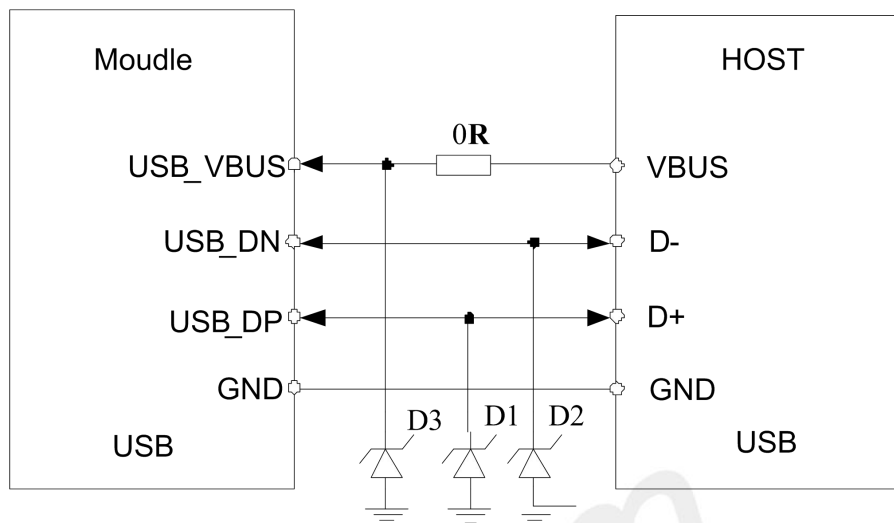 Moudle
HOST
0R
USB_VBUS
VBUS
USB_DN
D-
USB_DP
D+
GND
GND
D3
D1
D2
USB
USB